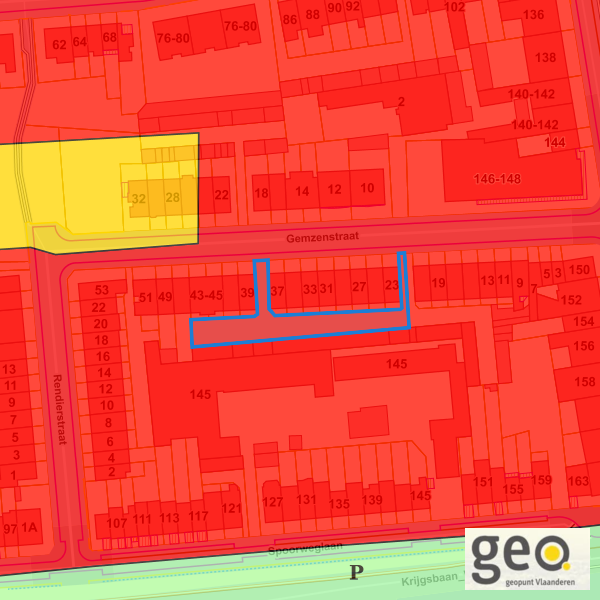 76-80
86 88 90 92
102
136
62 64 68
76-80
138
2
140-142
140-142
144
146-148
32 28 22
18 14 12 10
Gemzenstraat
53
51 49 43-45 39 37 33 31 27 23 19 13 11 9 7 5 3 150
22
152
20
154
18
156
16
13
14
145
145
158
11
12
9
10
7
8
5
6
3
4
1
2
Rendierstraat
97 1A
107 111 113 117 121 127 131 135 139 145 151 155 159 163
Spoorweglaan
P
Krijgsbaan
geo
geopunt Vlaanderen